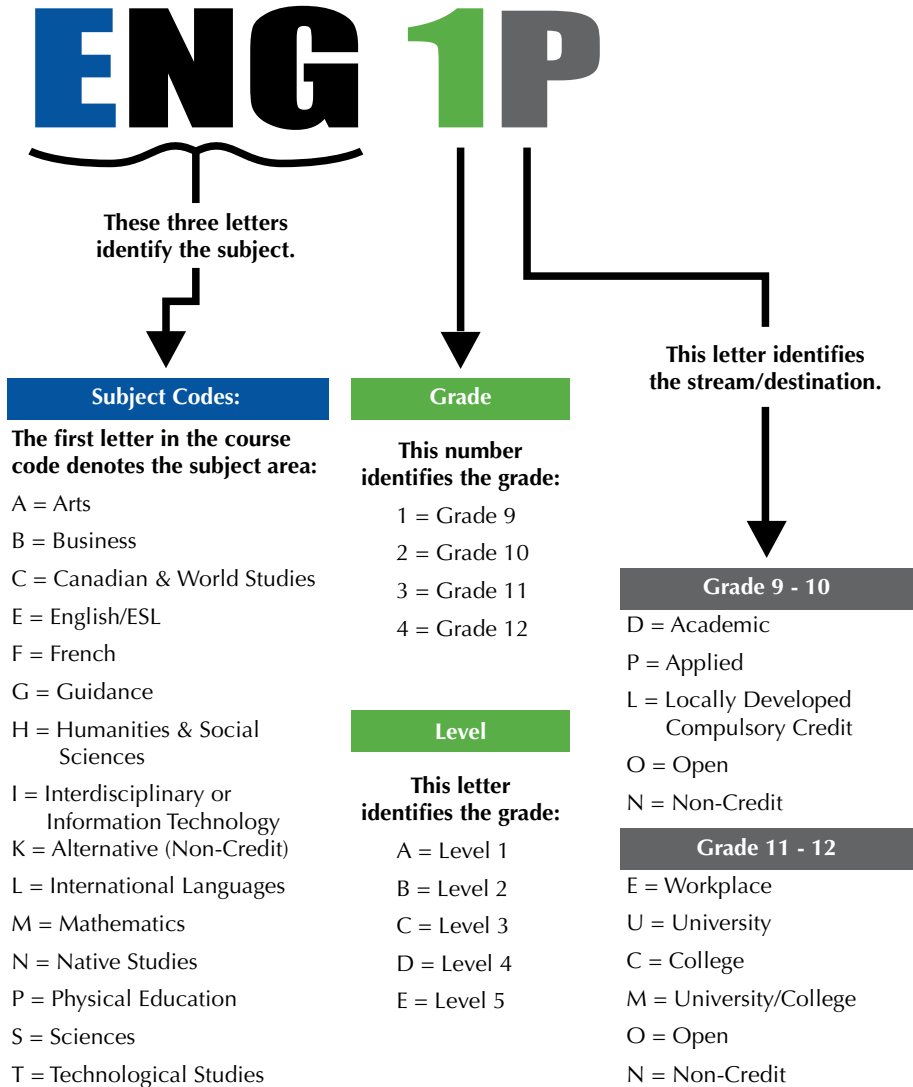 ENG 1P
These three letters
identify the subject.
Subject Codes:
The first letter in the course
code denotes the subject area:
A = Arts
B = Business
C = Canadian & World Studies
E = English/ESL
F = French
G = Guidance
H = Humanities & Social
Sciences
I = Interdisciplinary or
Information Technology
K = Alternative (Non-Credit)
L = International Languages
M = Mathematics
N = Native Studies
P = Physical Education
S = Sciences
T = Technological Studies
Grade
This number
identifies the grade:
1 = Grade 9
2 = Grade 10
3 = Grade 11
4 = Grade 12
Level
This letter
identifies the grade:
A = Level 1
B = Level 2
C = Level 3
D = Level 4
E = Level 5
This letter identifies
the stream/destination.
Grade 9 - 10
D = Academic
P = Applied
L = Locally Developed
Compulsory Credit
O = Open
N = Non-Credit
Grade 11 - 12
E = Workplace
U = University
C = College
M = University/College
O = Open
N = Non-Credit